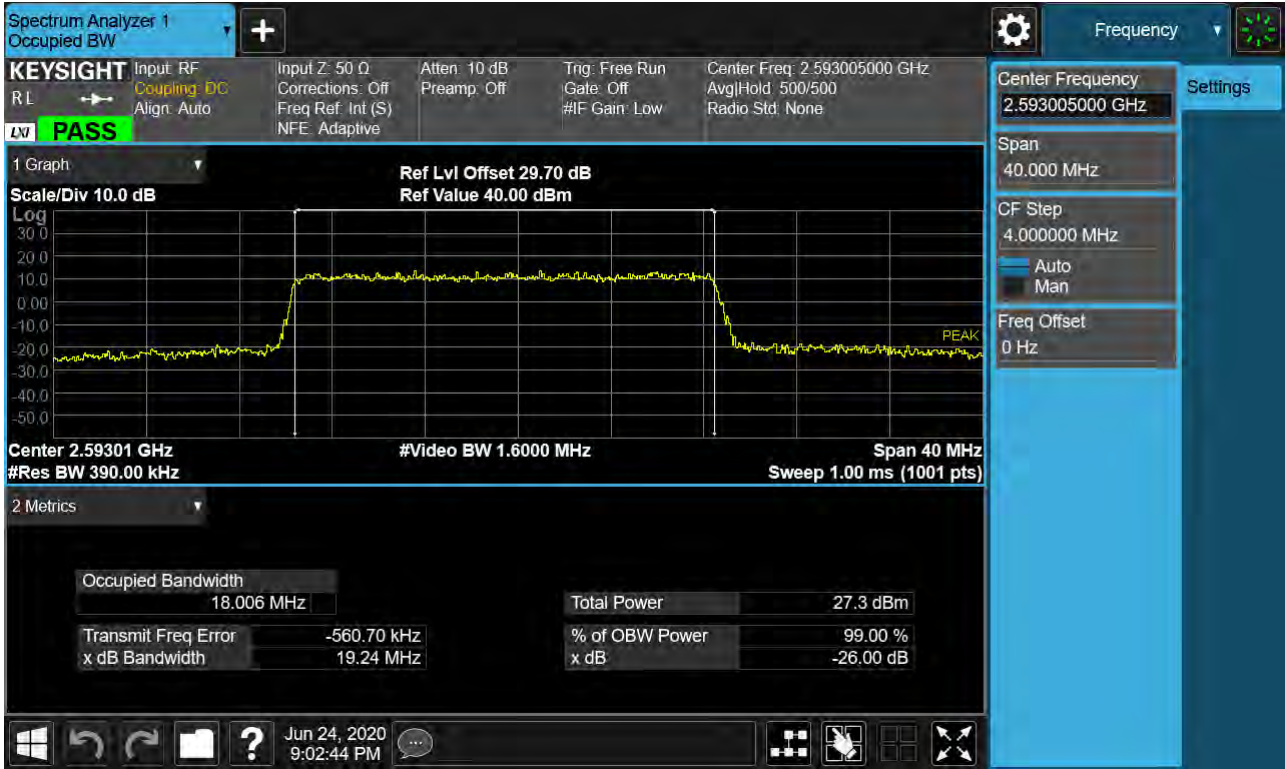 Spectrum Analyzer 1
Occupied BW
Frequency
KEYSIGHT
R L
LXI
PASS
Input: RF
Coupling: DC
Align: Auto
Input Z: 50 Ω
Corrections: Off
Freq Ref: Int (S)
NFE: Adaptive
Atten: 10 dB
Preamp: Off
Trig: Free Run
Gate: Off
#IF Gain: Low
Center Freq: 2.593005000 GHz
Avg|Hold: 500/500
Radio Std: None
Center Frequency
2.593005000 GHz
Settings
Span
40.000 MHz
CF Step
4.000000 MHz
Auto
Man
Freq Offset
0 Hz
1 Graph
Scale/Div 10.0 dB
Ref Lvl Offset 29.70 dB
Ref Value 40.00 dBm
Log
30.0
20.0
10.0
0.00
-10.0
-20.0
-30.0
-40.0
-50.0
PEAK
Center 2.59301 GHz
#Video BW 1.6000 MHz
Span 40 MHz
#Res BW 390.00 kHz
Sweep 1.00 ms (1001 pts)
2 Metrics
Occupied Bandwidth
18.006 MHz
Total Power 27.3 dBm
Transmit Freq Error -560.70 kHz
% of OBW Power 99.00 %
x dB Bandwidth 19.24 MHz
x dB -26.00 dB
?
Jun 24, 2020
9:02:44 PM